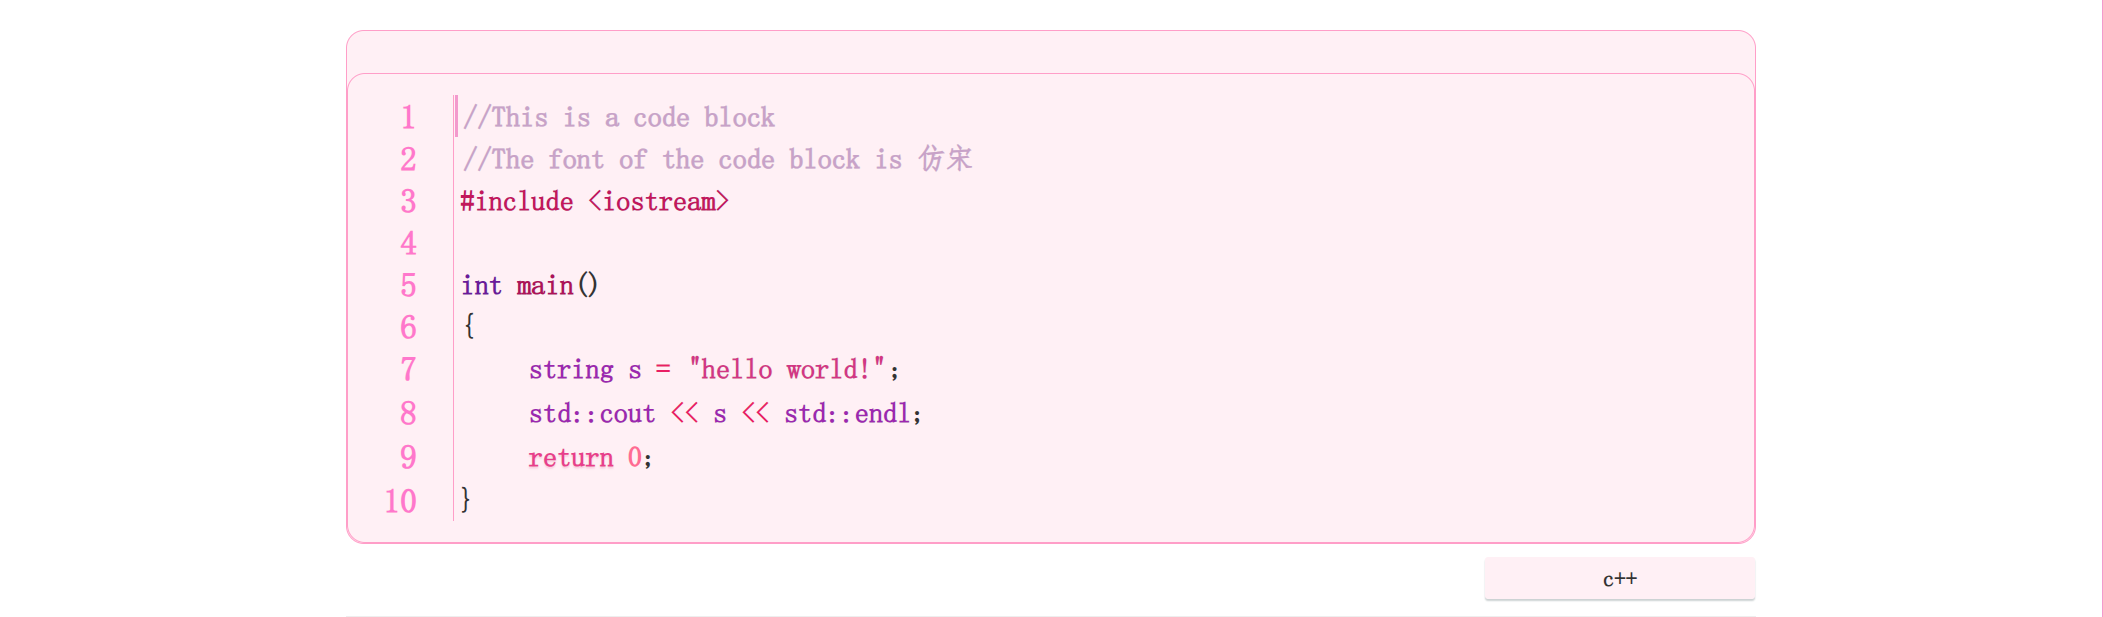 1 //This is a code block
2 //The font of the code block is 仿宋
3 #include <iostream>
4
5 int main()
6 {
7     string s = "hello world!";
8     std::cout << s << std::endl;
9     return 0;
10 }
c++